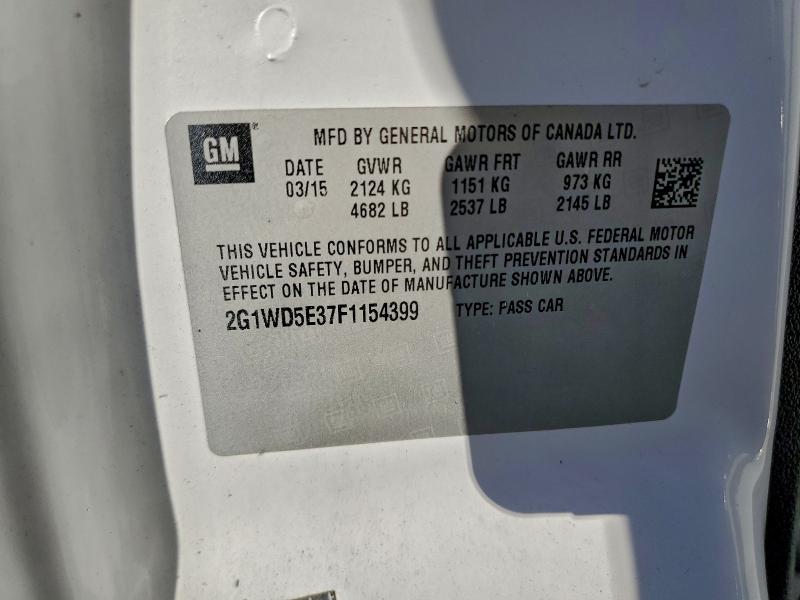 GM
MFD BY GENERAL MOTORS OF CANADA LTD.
DATE GVWR GAWR FRT GAWR RR
03/15 2124 KG 1151 KG 973 KG
4682 LB 2537 LB 2145 LB
THIS VEHICLE CONFORMS TO ALL APPLICABLE U.S. FEDERAL MOTOR
VEHICLE SAFETY, BUMPER, AND THEFT PREVENTION STANDARDS IN
EFFECT ON THE DATE OF MANUFACTURE SHOWN ABOVE.
2G1WD5E37F1154399 TYPE: PASS CAR